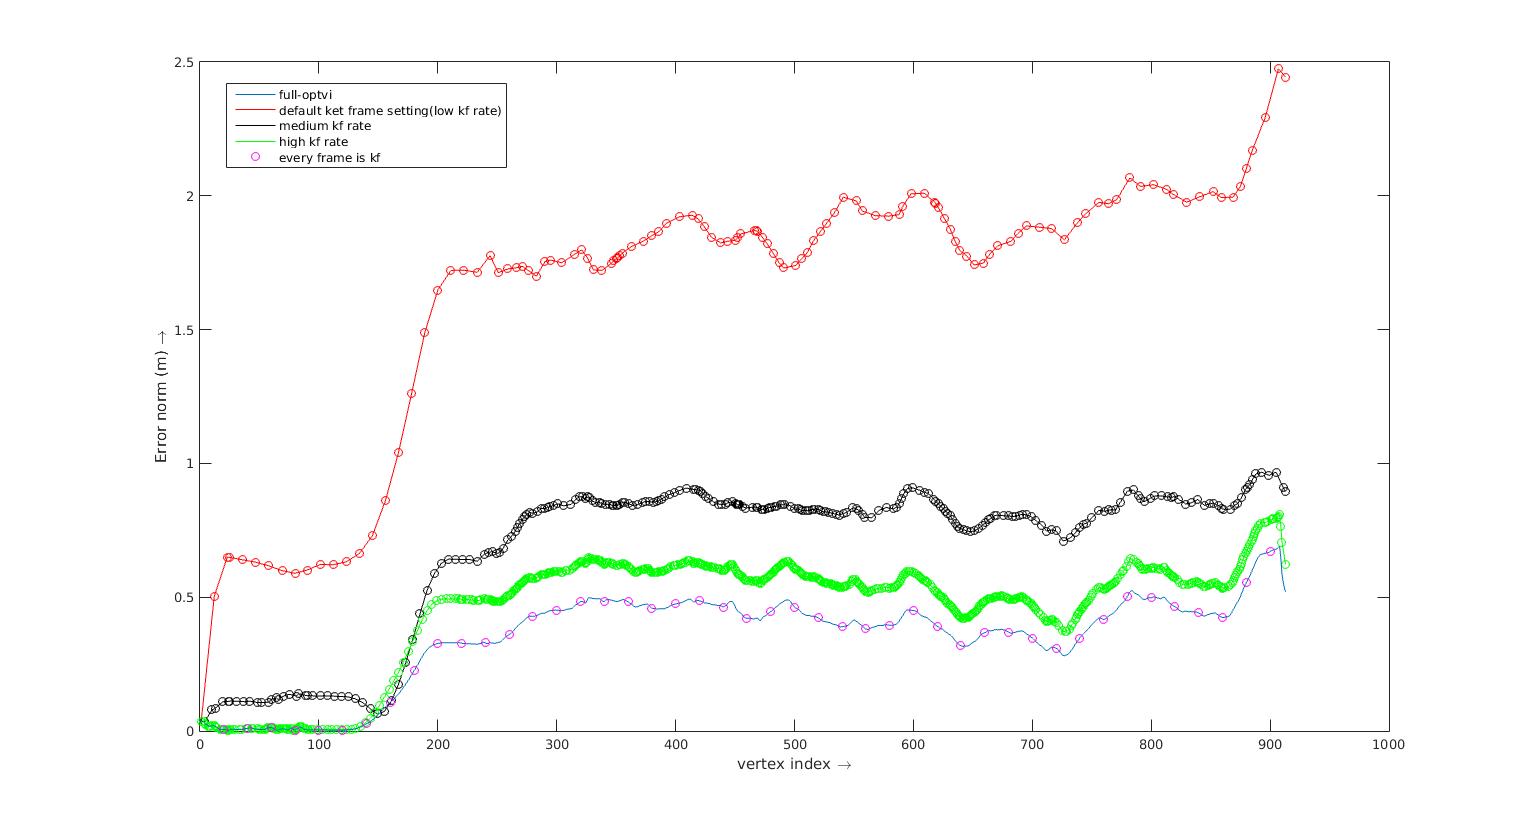 2.5
2
1.5
1
0.5
0
Error norm (m) →
full-optvi
default ket frame setting(low kf rate)
medium kf rate
high kf rate
every frame is kf
0 100 200 300 400 500 600 700 800 900 1000
vertex index →